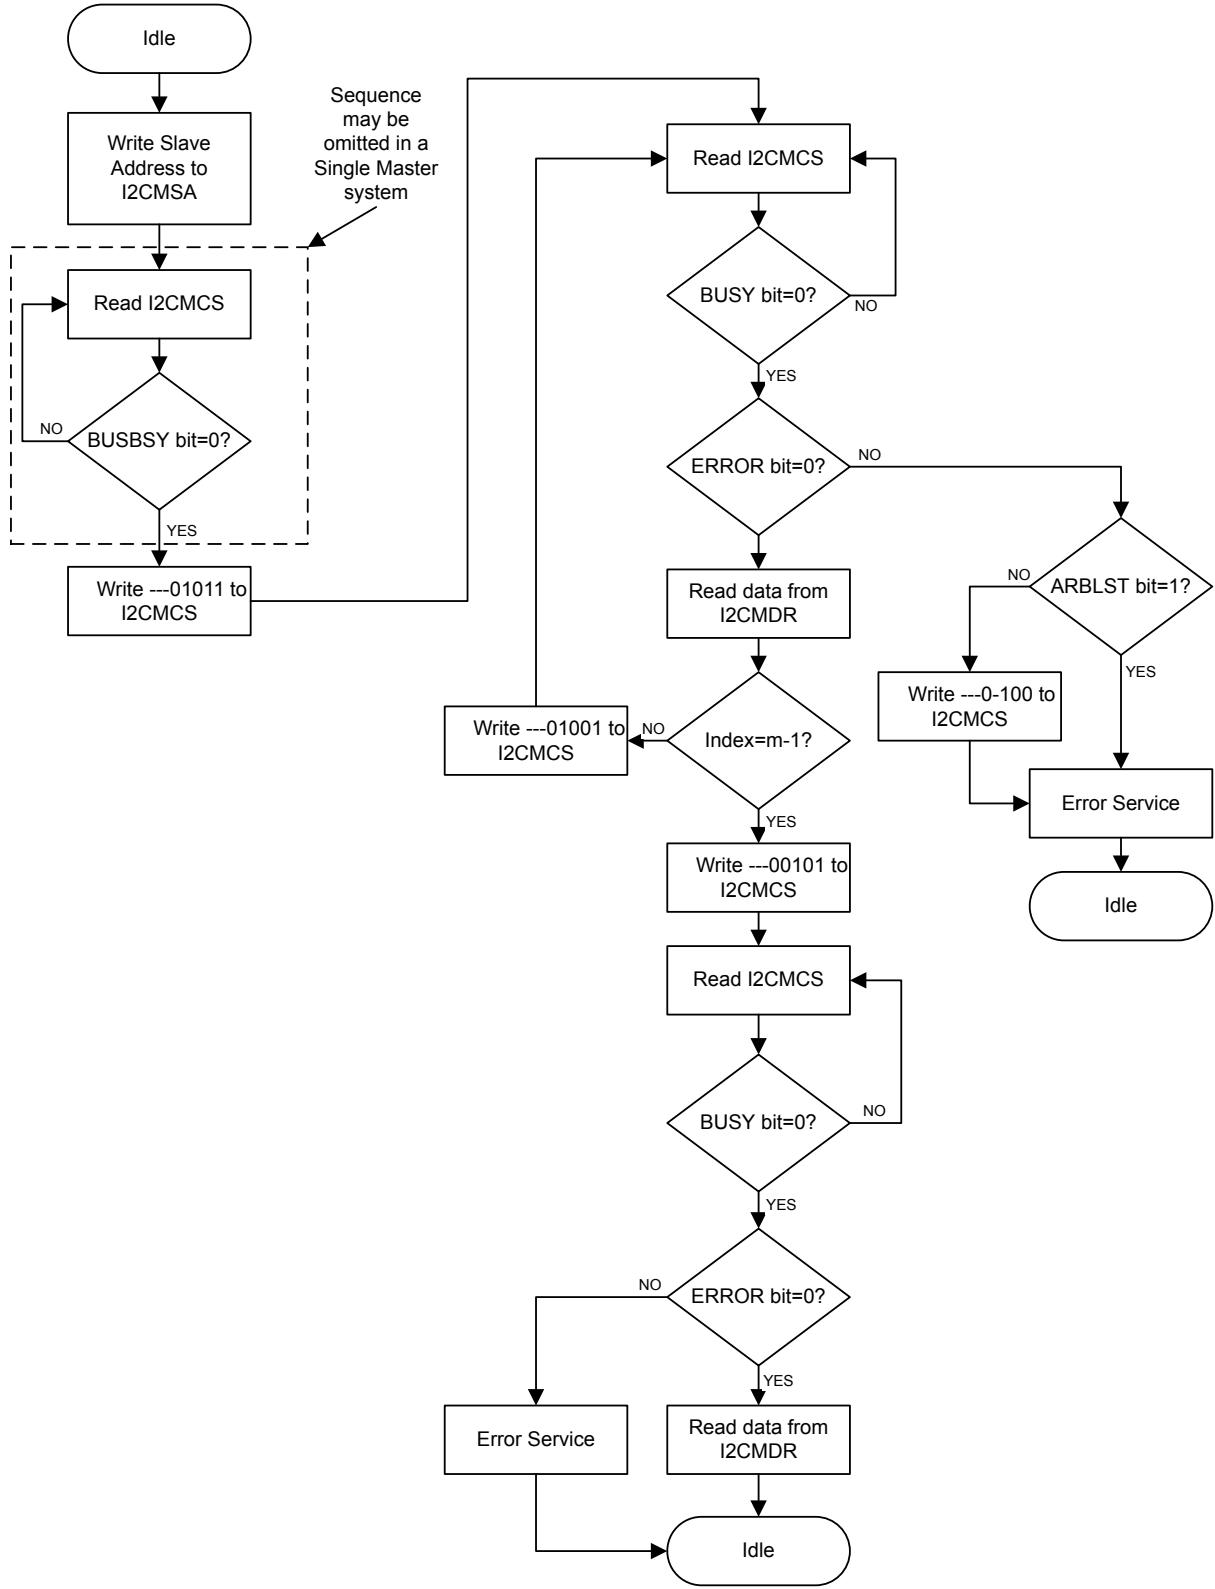 Idle
Write Slave
Address to
I2CMSA
Sequence
may be
omitted in a
Single Master
system
Read I2CMCS
BUSBSY bit=0?
NO
YES
Write ---01011 to
I2CMCS
Read I2CMCS
BUSY bit=0?
NO
YES
ERROR bit=0?
NO
Read data from
I2CMDR
ARBLST bit=1?
NO
YES
Write ---0-100 to
I2CMCS
Error Service
Idle
Index=m-1?
NO
Write ---01001 to
I2CMCS
YES
Write ---00101 to
I2CMCS
Read I2CMCS
BUSY bit=0?
NO
YES
ERROR bit=0?
NO
YES
Error Service
Read data from
I2CMDR
Idle